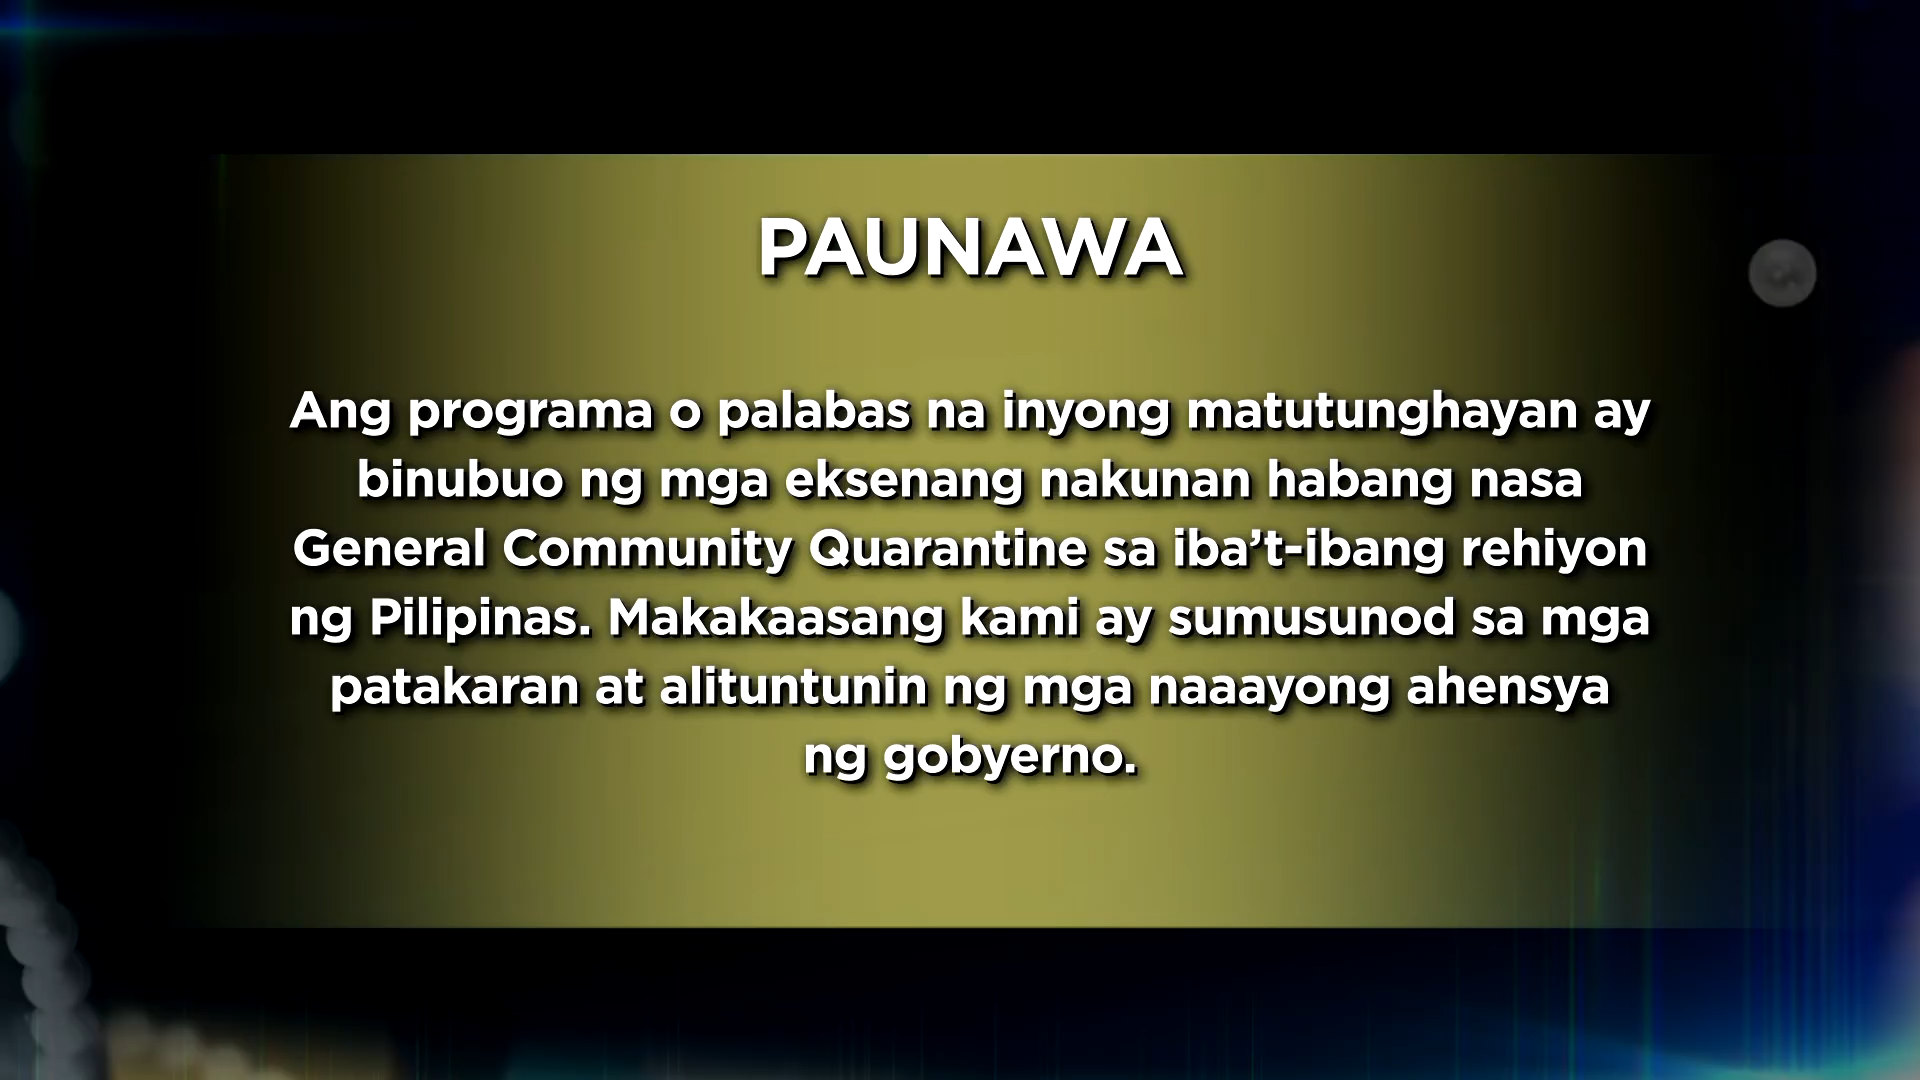 PAUNAWA
Ang programa o palabas na inyong matutunghayan ay
binubuo ng mga eksenang nakunan habang nasa
General Community Quarantine sa iba’t-ibang rehiyon
ng Pilipinas. Makakaasang kami ay sumusunod sa mga
patakaran at alituntunin ng mga naaayong ahensya
ng gobyerno.